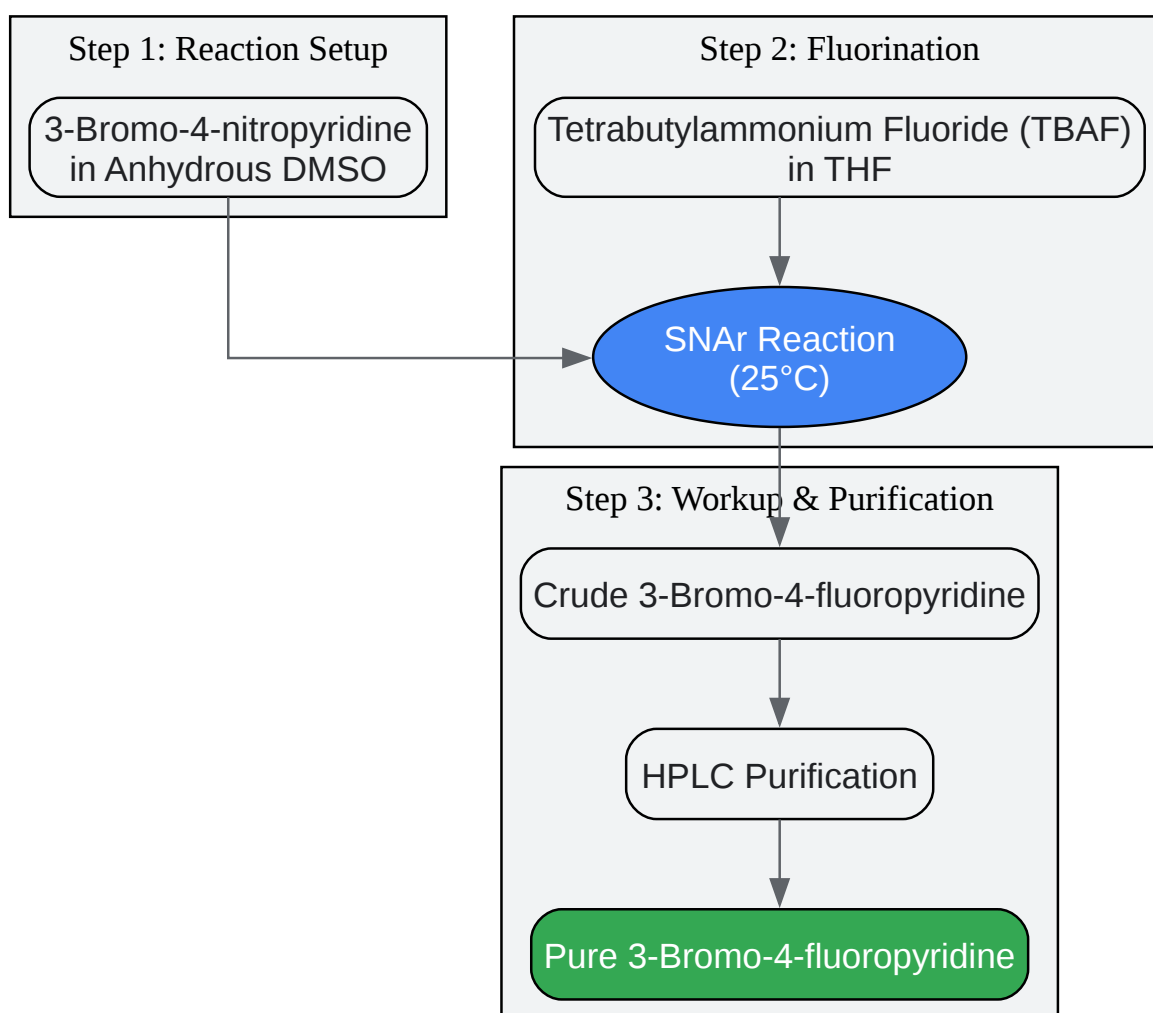 Step 1: Reaction Setup
3-Bromo-4-nitropyridine
in Anhydrous DMSO
Step 2: Fluorination
Tetrabutylammonium Fluoride (TBAF)
in THF
SNAr Reaction
(25°C)
Step 3: Workup & Purification
Crude 3-Bromo-4-fluoropyridine
HPLC Purification
Pure 3-Bromo-4-fluoropyridine